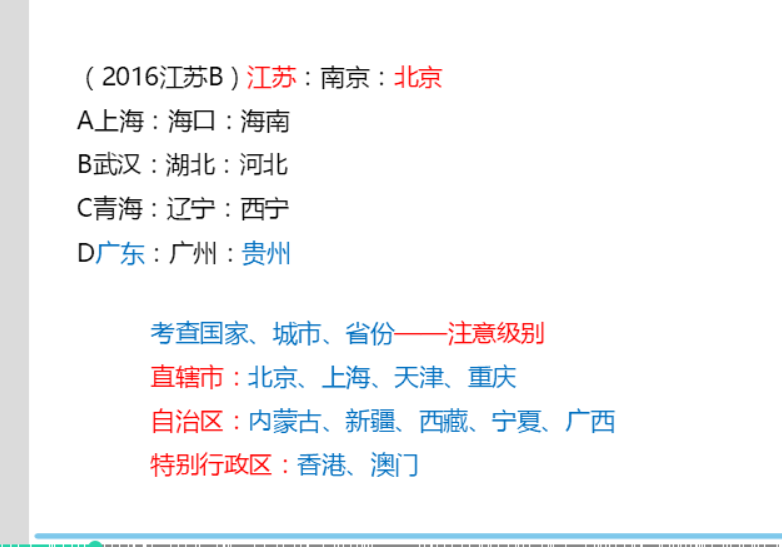 （2016江苏B）江苏：南京：北京
A上海：海口：海南
B武汉：湖北：河北
C青海：辽宁：西宁
D广东：广州：贵州
考查国家、城市、省份——注意级别
直辖市：北京、上海、天津、重庆
自治区：内蒙古、新疆、西藏、宁夏、广西
特别行政区：香港、澳门